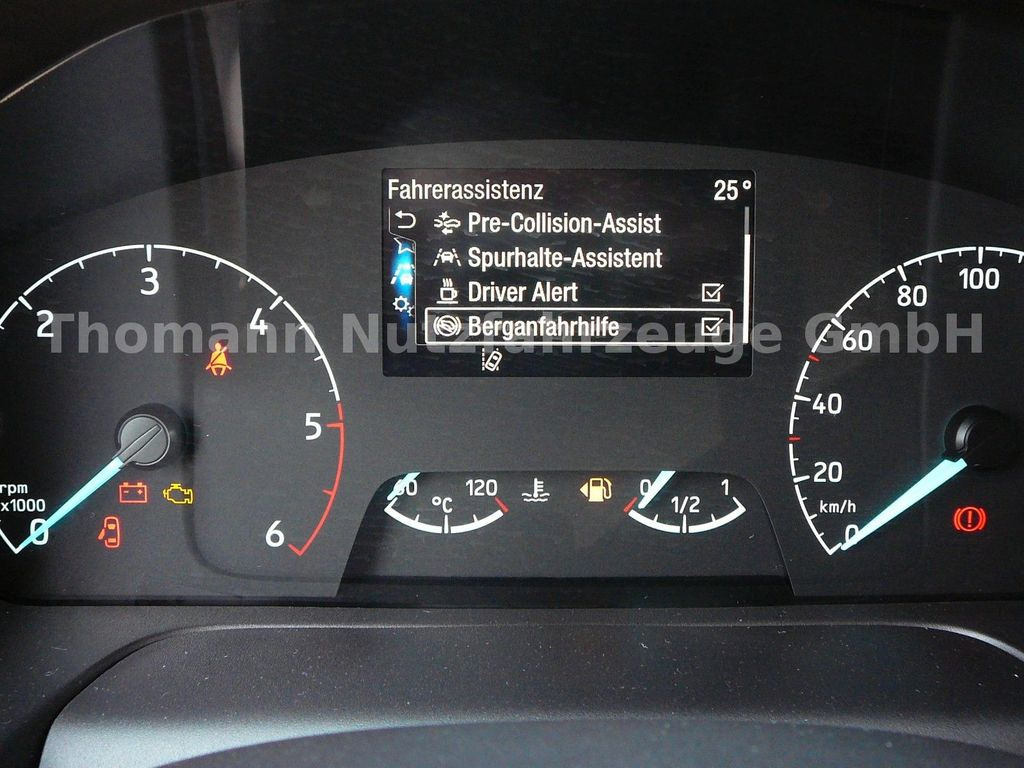 Fahrerassistenz 25°
Pre-Collision-Assist
Spurhalte-Assistent
Driver Alert
Berganfahrhilfe
Thomann Nutzfahrzeuge GmbH
0 2 3 4 5 6
rpm
x1000
60 120
°C
0 1/2 1
0 20 40 60 80 100
km/h